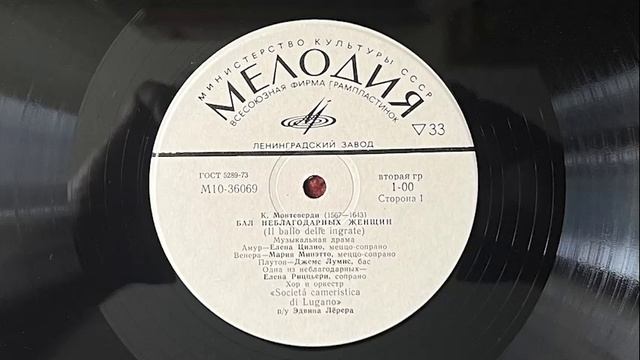 МИНИСТЕРСТВО КУЛЬТУРЫ СССР
МЕЛОДИЯ
ВСЕСОЮЗНАЯ ФИРМА ГРАМПЛАСТИНОК
▽33
ЛЕНИНГРАДСКИЙ ЗАВОД
ГОСТ 5289-73
М10-36069
вторая гр
1-00
Сторона 1
К. Монтеверди (1567—1643)
БАЛ НЕБЛАГОДАРНЫХ ЖЕНЩИН
(Il ballo delle ingrate)
Музыкальная драма
Амур—Елена Цилио, меццо-сопрано
Венера—Мария Минэтто, меццо-сопрано
Плутон—Джемс Лумис, бас
Одна из неблагодарных—
Елена Риццьери, сопрано
Хор и оркестр
«Societá cameristica
di Lugano»
п/у Эдвина Лёрера